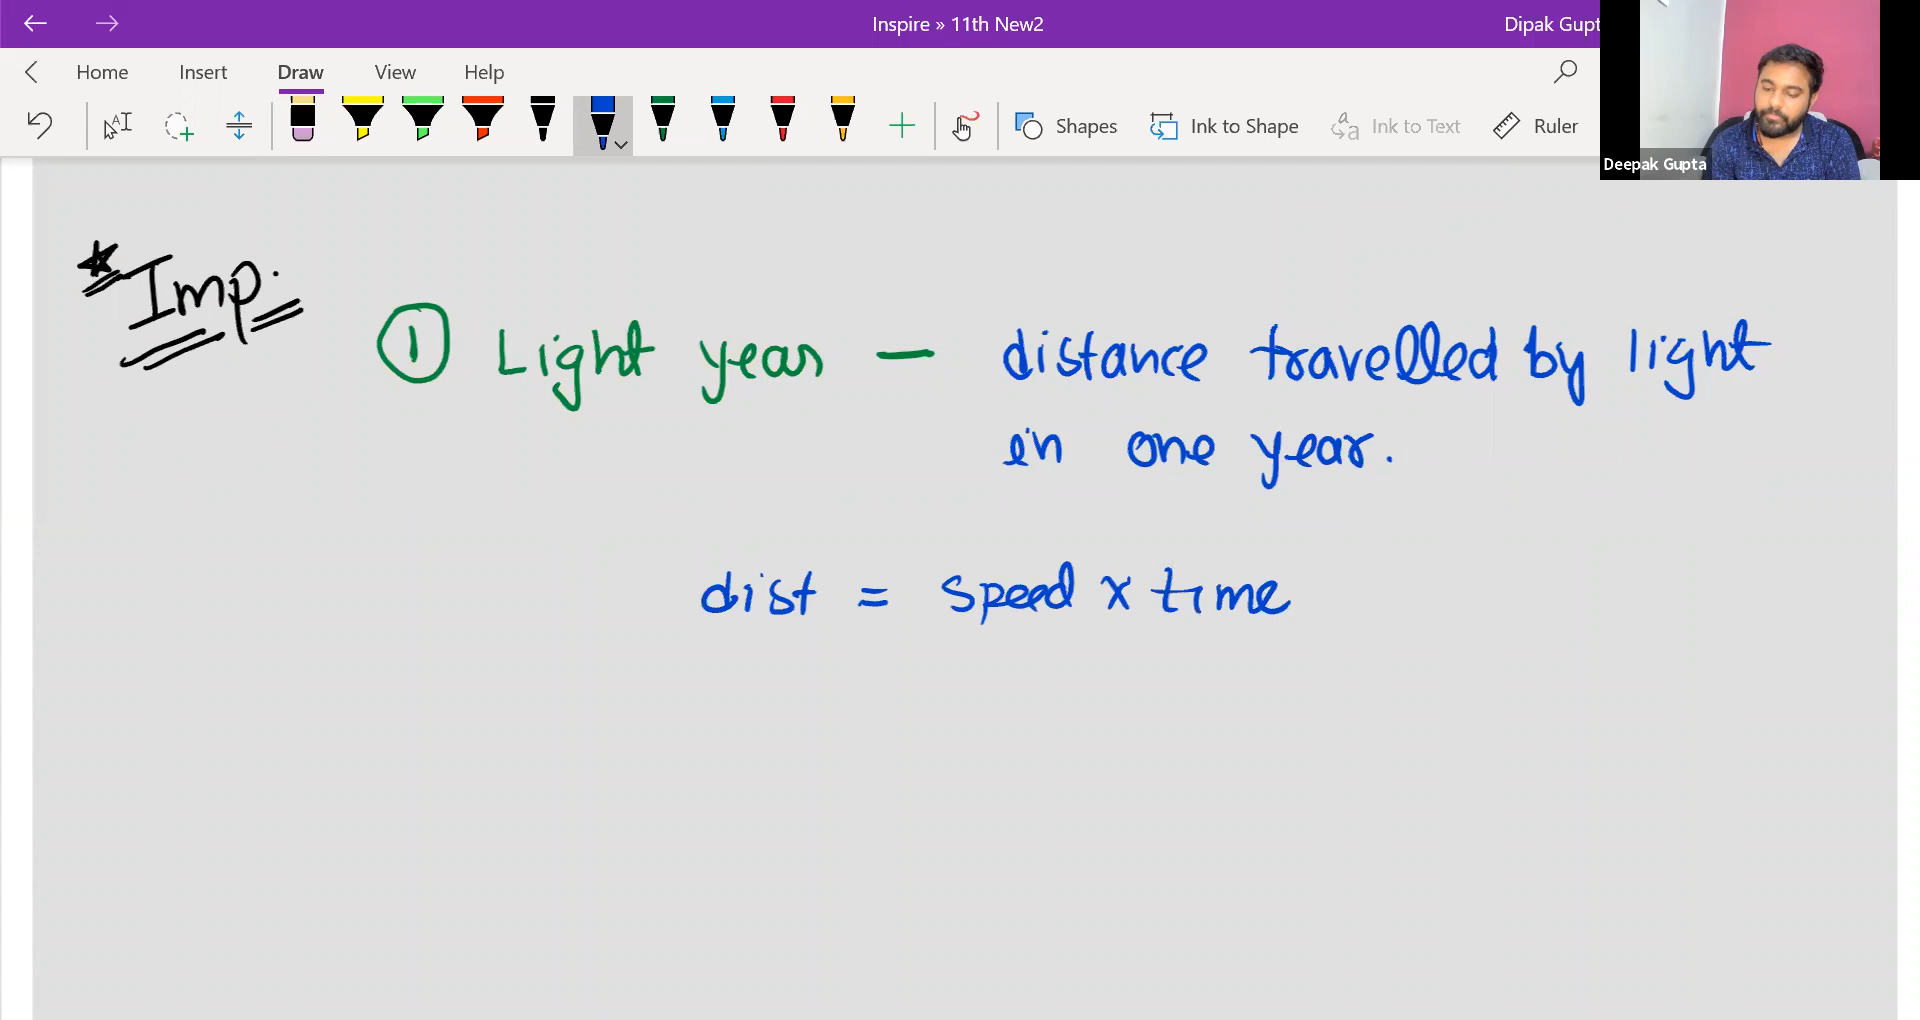 Inspire » 11th New2
Dipak Gupt
Home Insert Draw View Help
Shapes Ink to Shape Ink to Text Ruler
Deepak Gupta
* Imp.
① Light year — distance travelled by light
in one year.
dist = speed x time